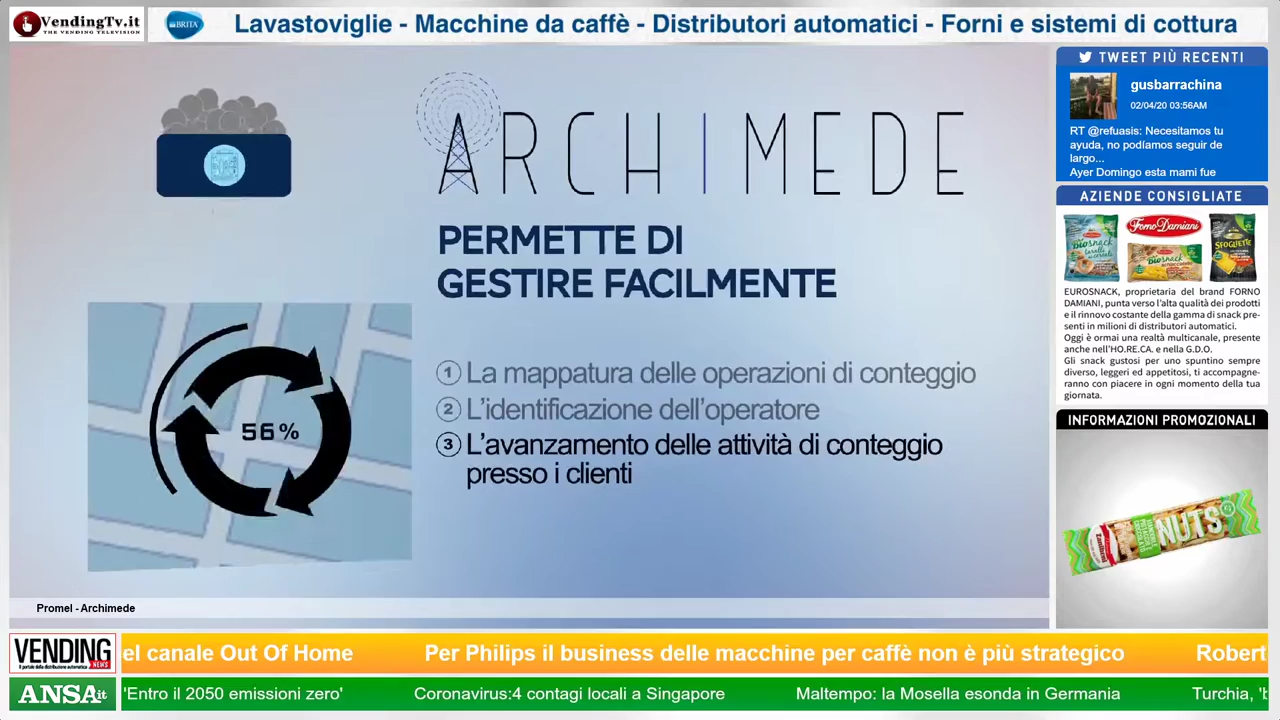 VendingTv.it
THE VENDING TELEVISION
BRITA
Lavastoviglie - Macchine da caffè - Distributori automatici - Forni e sistemi di cottura
ARCHIMEDE
PERMETTE DI
GESTIRE FACILMENTE
1 La mappatura delle operazioni di conteggio
2 L'identificazione dell'operatore
3 L'avanzamento delle attività di conteggio
presso i clienti
56%
Promel - Archimede
TWEET PIÙ RECENTI
gusbarrachina
02/04/20 03:56AM
RT @refuasis: Necesitamos tu
ayuda, no podíamos seguir de
largo...
Ayer Domingo esta mami fue
AZIENDE CONSIGLIATE
Forno Damiani
Biosnack
Biosnack
SFOGLIETTE
EUROSNACK, proprietaria del brand FORNO
DAMIANI, punta verso l'alta qualità dei prodotti
e il rinnovo costante della gamma di snack pre-
senti in milioni di distributori automatici.
Oggi è ormai una realtà multicanale, presente
anche nell'HO.RE.CA. e nella G.D.O.
Gli snack gustosi per uno spuntino sempre
diverso, leggeri ed appetitosi, ti accompagne-
ranno con piacere in ogni momento della tua
giornata.
INFORMAZIONI PROMOZIONALI
NUTS
VENDING
NEWS
Il portale della distribuzione automatica
el canale Out Of Home Per Philips il business delle macchine per caffè non è più strategico Robert
ANSA.it
'Entro il 2050 emissioni zero' Coronavirus:4 contagi locali a Singapore Maltempo: la Mosella esonda in Germania Turchia, 'b